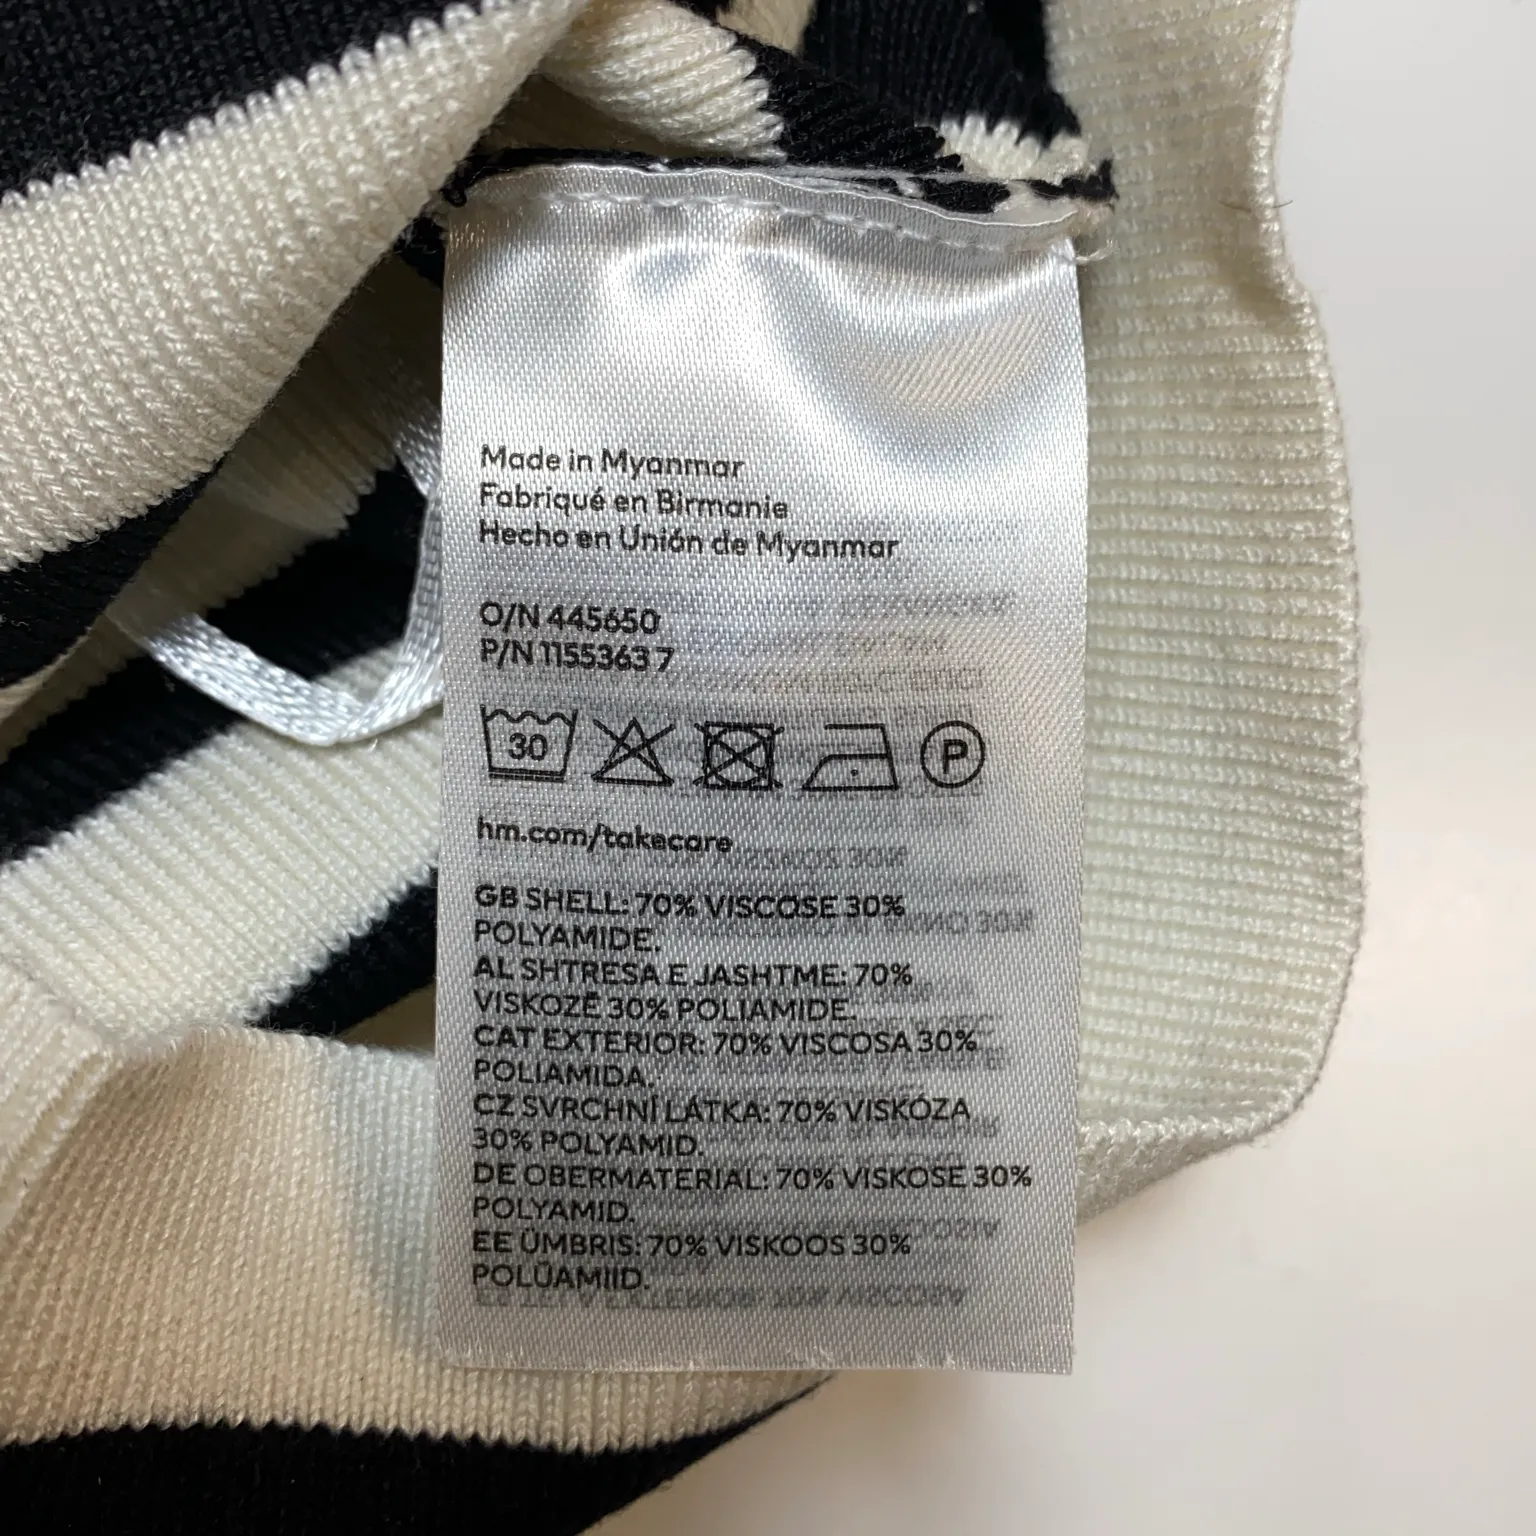 Made in Myanmar
Fabriqué en Birmanie
Hecho en Unión de Myanmar
O/N 445650
P/N 1155363 7
30
P
hm.com/takecare
GB SHELL: 70% VISCOSE 30%
POLYAMIDE.
AL SHTRESA E JASHTME: 70%
VISKOZË 30% POLIAMIDE.
CAT EXTERIOR: 70% VISCOSA 30%
POLIAMIDA.
CZ SVRCHNÍ LÁTKA: 70% VISKÓZA
30% POLYAMID.
DE OBERMATERIAL: 70% VISKOSE 30%
POLYAMID.
EE ÜMBRIS: 70% VISKOOS 30%
POLÜAMIID.